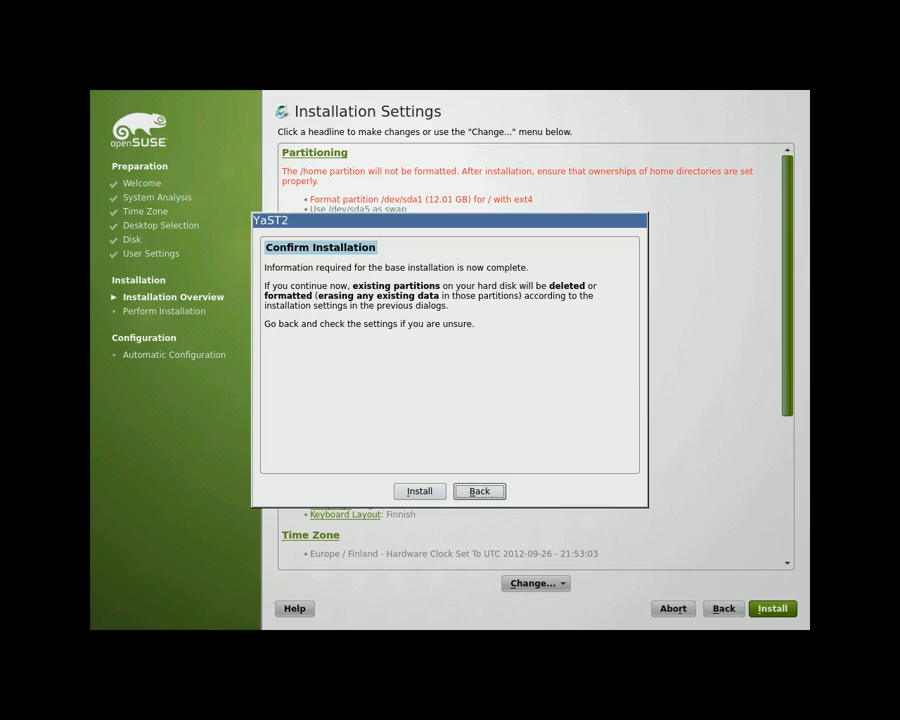 openSUSE
Preparation
Welcome
System Analysis
Time Zone
Desktop Selection
Disk
User Settings
Installation
Installation Overview
Perform Installation
Configuration
Automatic Configuration
Installation Settings
Click a headline to make changes or use the "Change..." menu below.
Partitioning
The /home partition will not be formatted. After installation, ensure that ownerships of home directories are set
properly.
• Format partition /dev/sda1 (12.01 GB) for / with ext4
• Use /dev/sda5 as swap
YaST2
Confirm Installation
Information required for the base installation is now complete.
If you continue now, existing partitions on your hard disk will be deleted or
formatted (erasing any existing data in those partitions) according to the
installation settings in the previous dialogs.
Go back and check the settings if you are unsure.
Install Back
• Keyboard Layout: Finnish
Time Zone
• Europe / Finland - Hardware Clock Set To UTC 2012-09-26 - 21:53:03
Change...
Help Abort Back Install